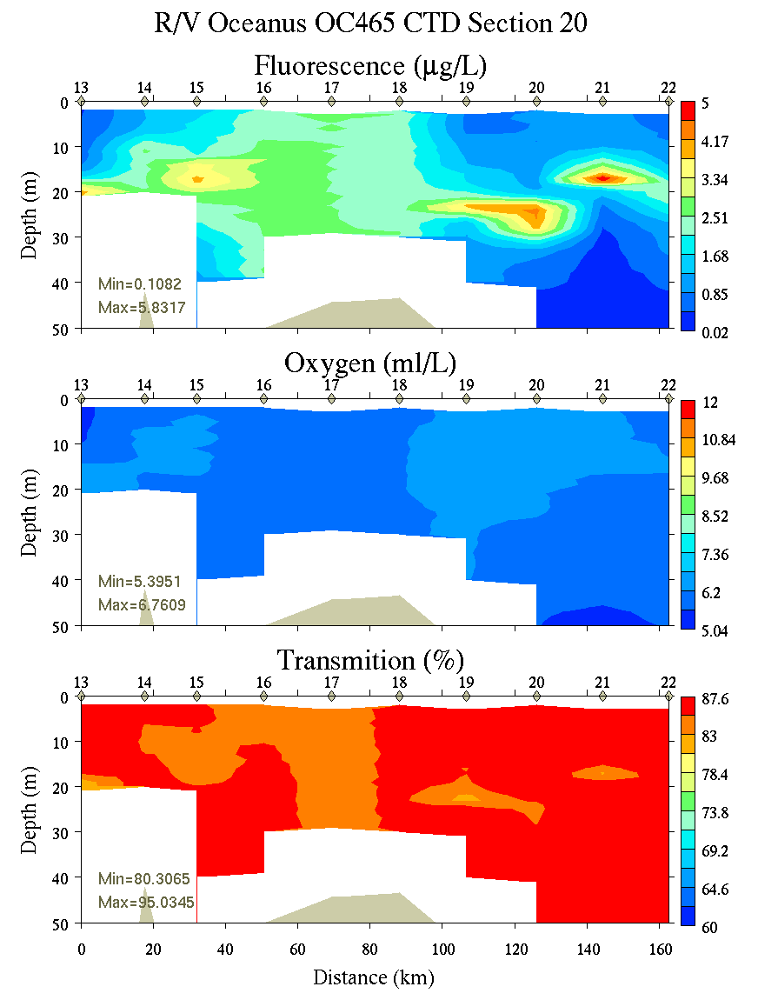 R/V Oceanus OC465 CTD Section 20
Fluorescence (µg/L)
13 14 15 16 17 18 19 20 21 22
0
10
20
30
40
50
Depth (m)
Min=0.1082
Max=5.8317
5
4.17
3.34
2.51
1.68
0.85
0.02
Oxygen (ml/L)
13 14 15 16 17 18 19 20 21 22
0
10
20
30
40
50
Depth (m)
Min=5.3951
Max=6.7609
12
10.84
9.68
8.52
7.36
6.2
5.04
Transmition (%)
13 14 15 16 17 18 19 20 21 22
0
10
20
30
40
50
Depth (m)
Min=80.3065
Max=95.0345
87.6
83
78.4
73.8
69.2
64.6
60
0 20 40 60 80 100 120 140 160
Distance (km)